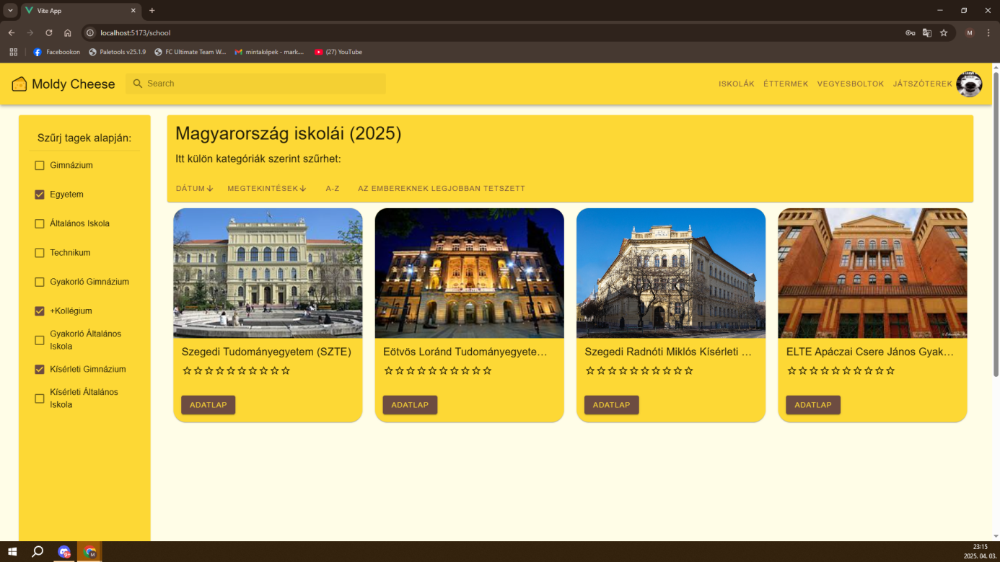 Vite App
localhost:5173/school
M
Facebookon
Paletools v25.1.9
FC Ultimate Team W...
mintaképek - mark....
(27) YouTube
Moldy Cheese
Search
ISKOLÁK
ÉTTERMEK
VEGYESBOLTOK
JÁTSZÓTEREK
Szűrj tagek alapján:
Gimnázium
Egyetem
Általános Iskola
Technikum
Gyakorló Gimnázium
+Kollégium
Gyakorló Általános
Iskola
Kísérleti Gimnázium
Kísérleti Általános
Iskola
Magyarország iskolái (2025)
Itt külön kategóriák szerint szűrhet:
DÁTUM
MEGTEKINTÉSEK
A-Z
AZ EMBEREKNEK LEGJOBBAN TETSZETT
Szegedi Tudományegyetem (SZTE)
ADATLAP
Eötvös Loránd Tudományegyete...
ADATLAP
Szegedi Radnóti Miklós Kísérleti ...
ADATLAP
ELTE Apáczai Csere János Gyak...
ADATLAP
9+
M
23:15
2025. 04. 03.